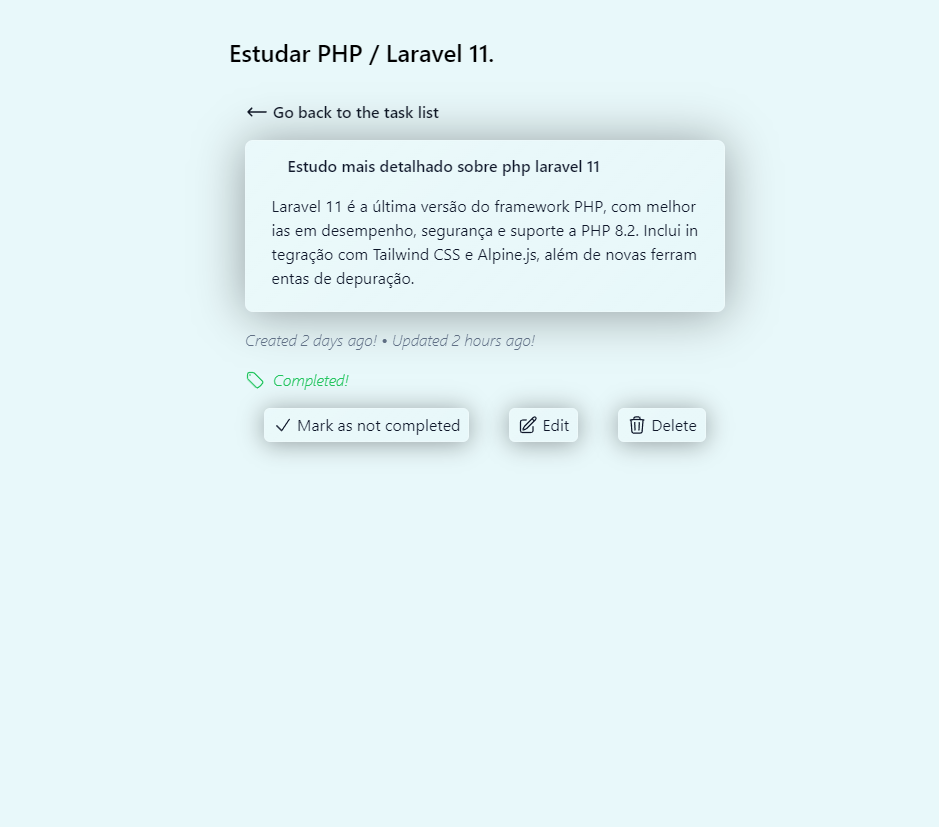 Estudar PHP / Laravel 11.
Go back to the task list
Estudo mais detalhado sobre php laravel 11
Laravel 11 é a última versão do framework PHP, com melhor
ias em desempenho, segurança e suporte a PHP 8.2. Inclui in
tegração com Tailwind CSS e Alpine.js, além de novas ferram
entas de depuração.
Created 2 days ago! • Updated 2 hours ago!
Completed!
Mark as not completed Edit Delete